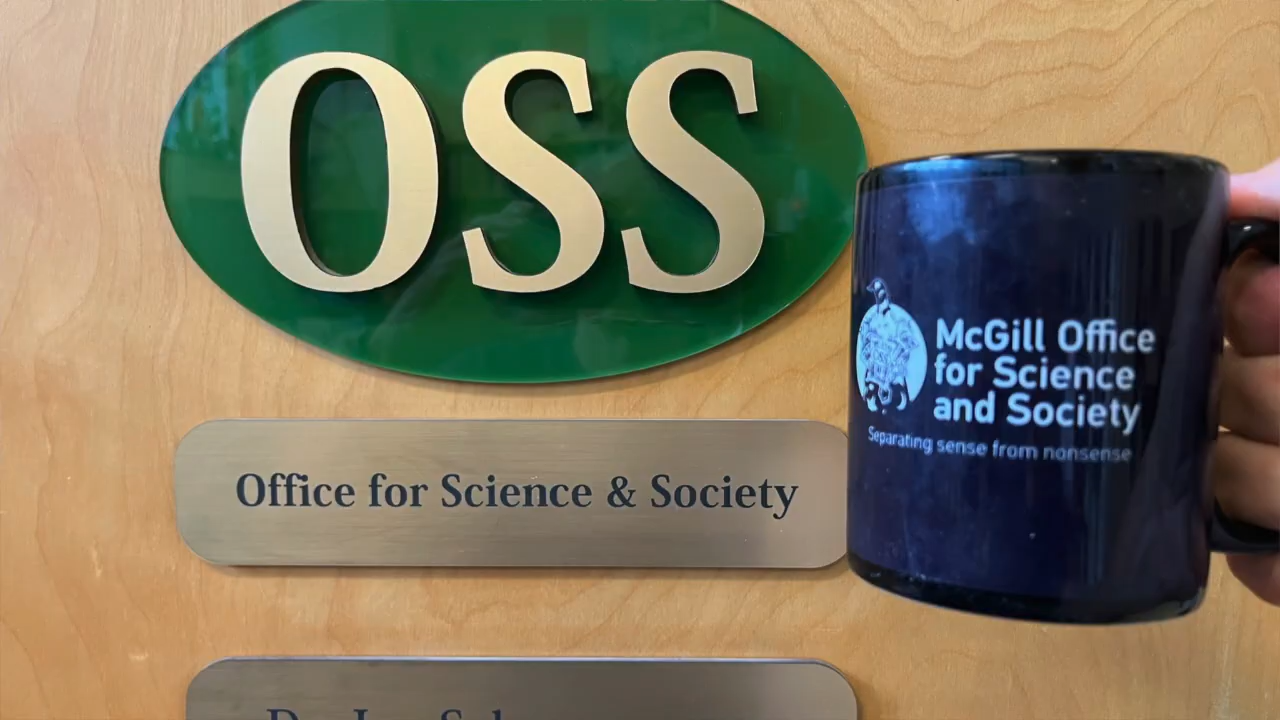 OSS
Office for Science & Society
McGill Office
for Science
and Society
Separating sense from nonsense